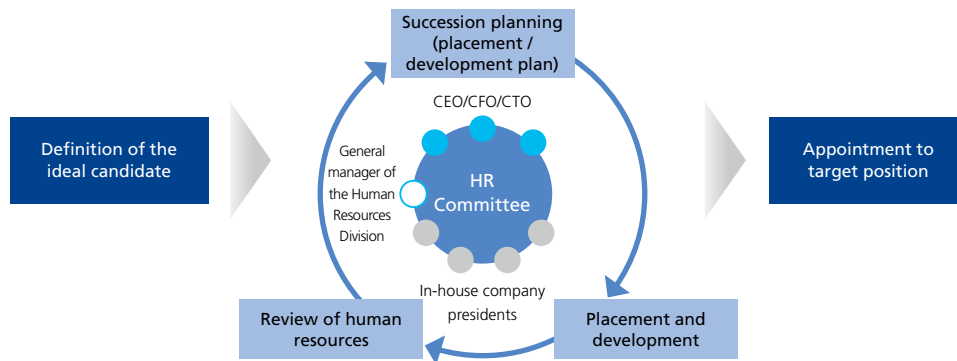 Succession planning
(placement /
development plan)
CEO/CFO/CTO
Definition of the
ideal candidate
General
manager of
the Human
Resources
Division
HR
Committee
Appointment to
target position
In-house company
presidents
Review of human
resources
Placement and
development